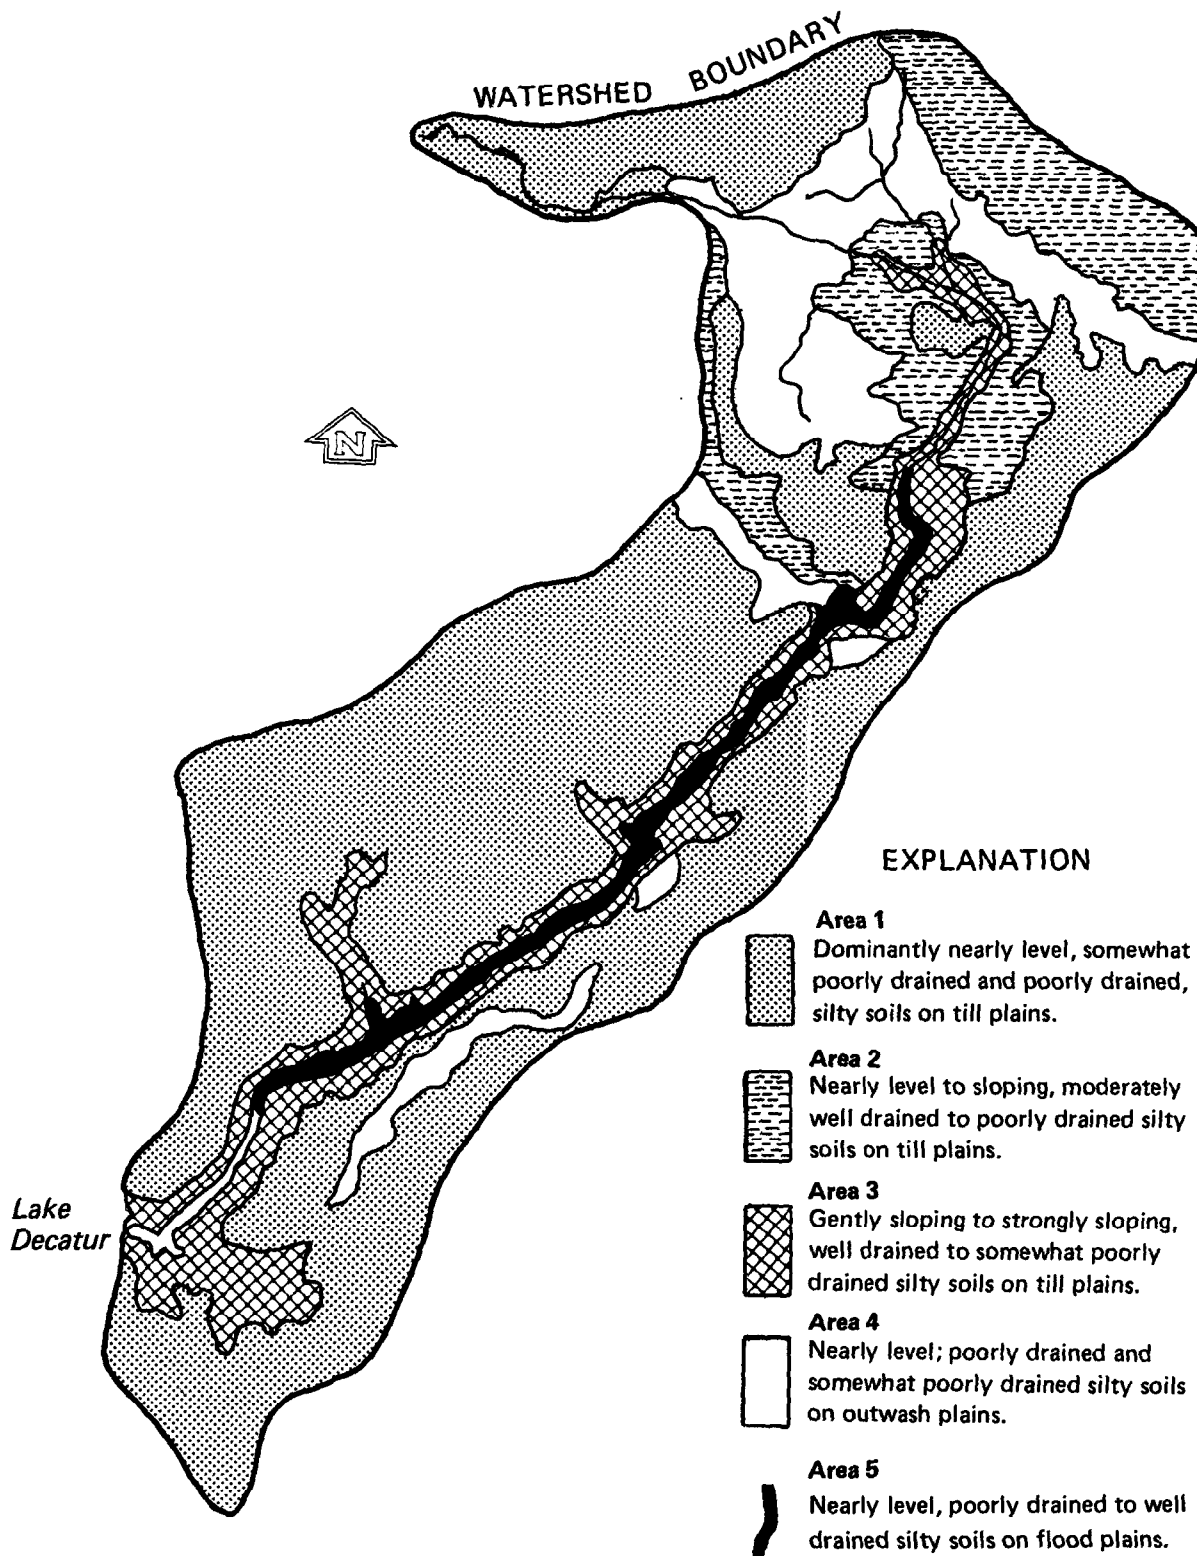 WATERSHED BOUNDARY
N
Lake
Decatur
EXPLANATION
Area 1
Dominantly nearly level, somewhat
poorly drained and poorly drained,
silty soils on till plains.
Area 2
Nearly level to sloping, moderately
well drained to poorly drained silty
soils on till plains.
Area 3
Gently sloping to strongly sloping,
well drained to somewhat poorly
drained silty soils on till plains.
Area 4
Nearly level; poorly drained and
somewhat poorly drained silty soils
on outwash plains.
Area 5
Nearly level, poorly drained to well
drained silty soils on flood plains.